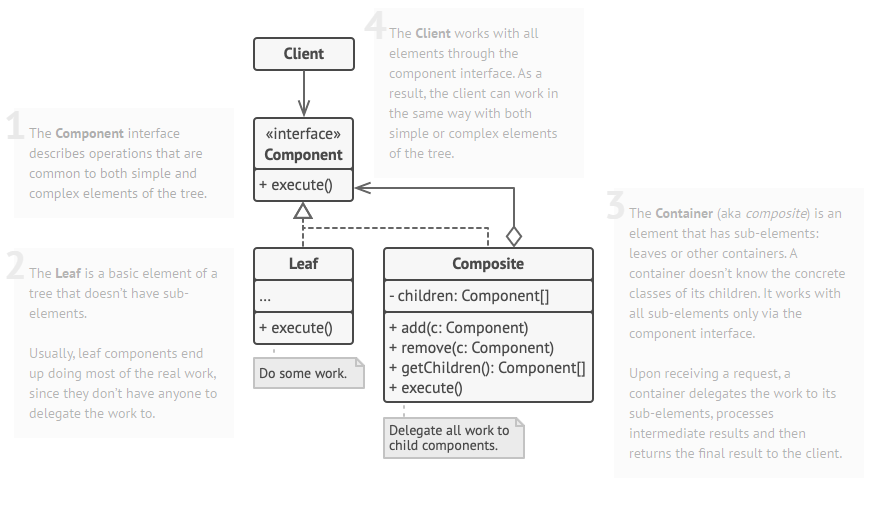 4
The Client works with all
elements through the
component interface. As a
result, the client can work in
the same way with both
simple or complex elements
of the tree.
Client
1
The Component interface
describes operations that are
common to both simple and
complex elements of the tree.
«interface»
Component
+ execute()
2
The Leaf is a basic element of a
tree that doesn't have sub-
elements.
Usually, leaf components end
up doing most of the real work,
since they don't have anyone to
delegate the work to.
Leaf
...
+ execute()
Do some work.
Composite
- children: Component[]
+ add(c: Component)
+ remove(c: Component)
+ getChildren(): Component[]
+ execute()
Delegate all work to
child components.
3
The Container (aka composite) is an
element that has sub-elements:
leaves or other containers. A
container doesn't know the concrete
classes of its children. It works with
all sub-elements only via the
component interface.
Upon receiving a request, a
container delegates the work to its
sub-elements, processes
intermediate results and then
returns the final result to the client.